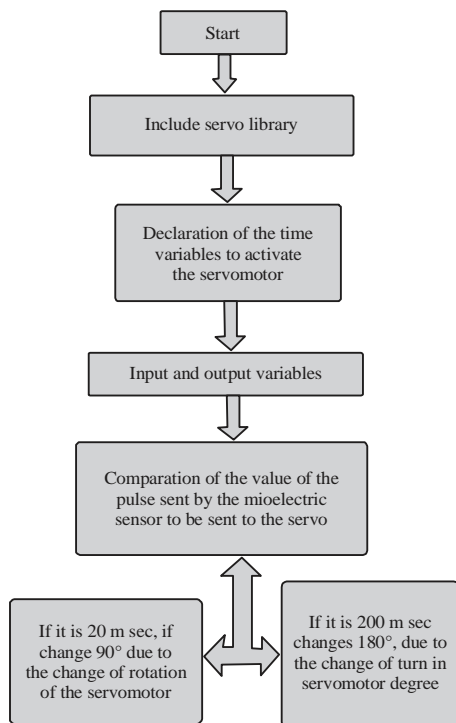 Start
Include servo library
Declaration of the time
variables to activate
the servomotor
Input and output variables
Comparation of the value of the
pulse sent by the mioelectric
sensor to be sent to the servo
If it is 20 m sec, if
change 90° due to
the change of rotation
of the servomotor
If it is 200 m sec
changes 180°, due to
the change of turn in
servomotor degree